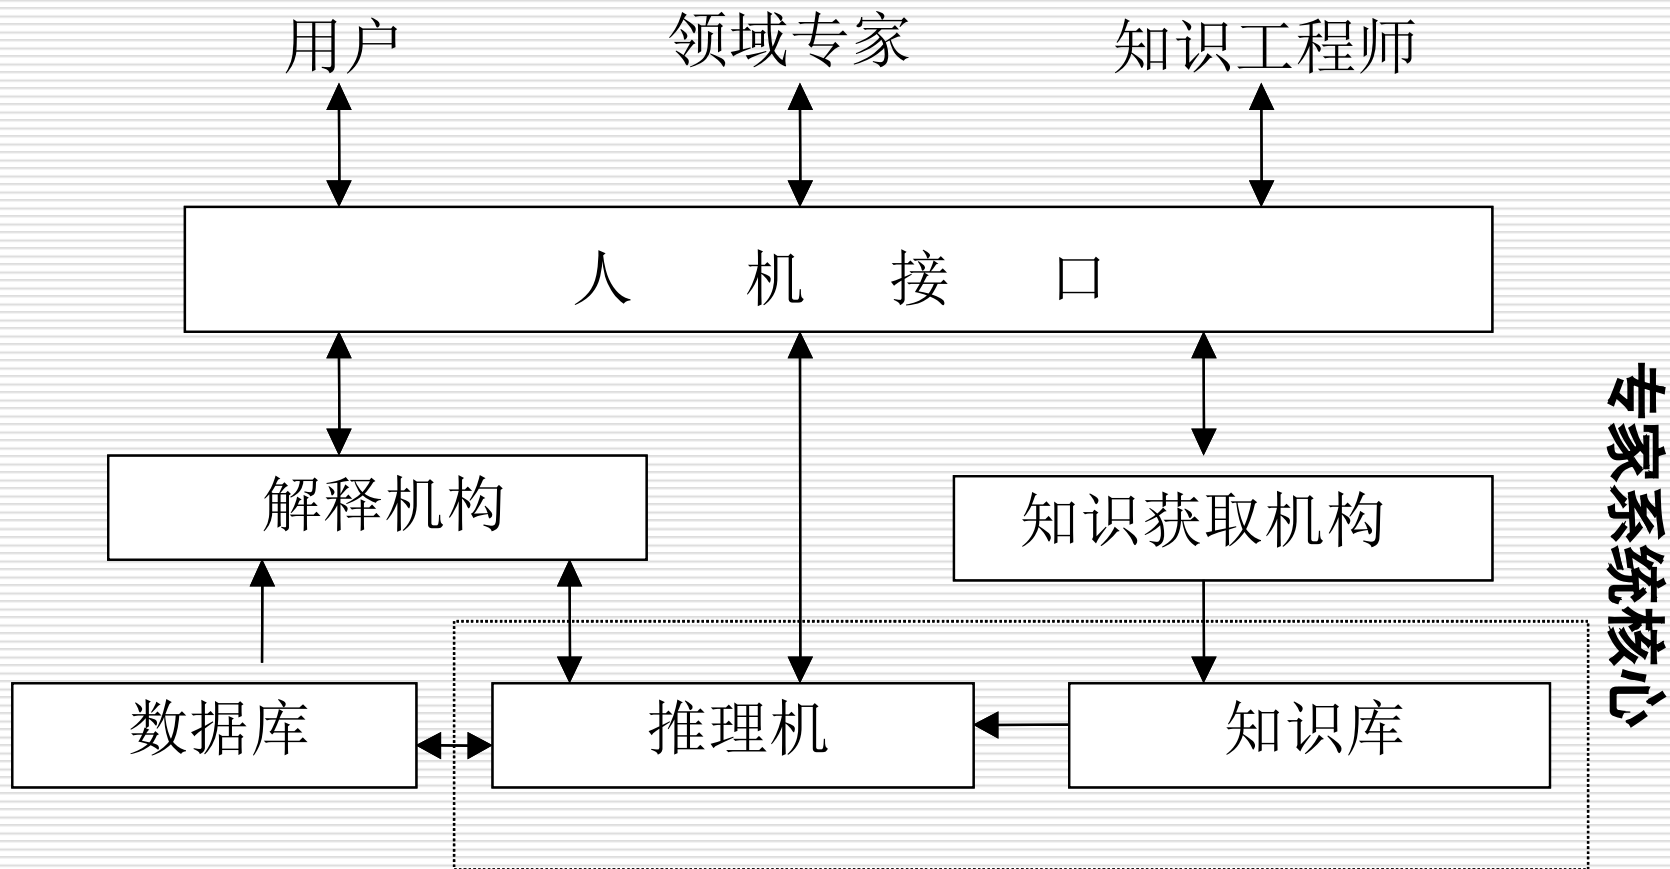 用户
领域专家
知识工程师
人 机 接 口
解释机构
知识获取机构
专家系统核心
数据库
推理机
知识库